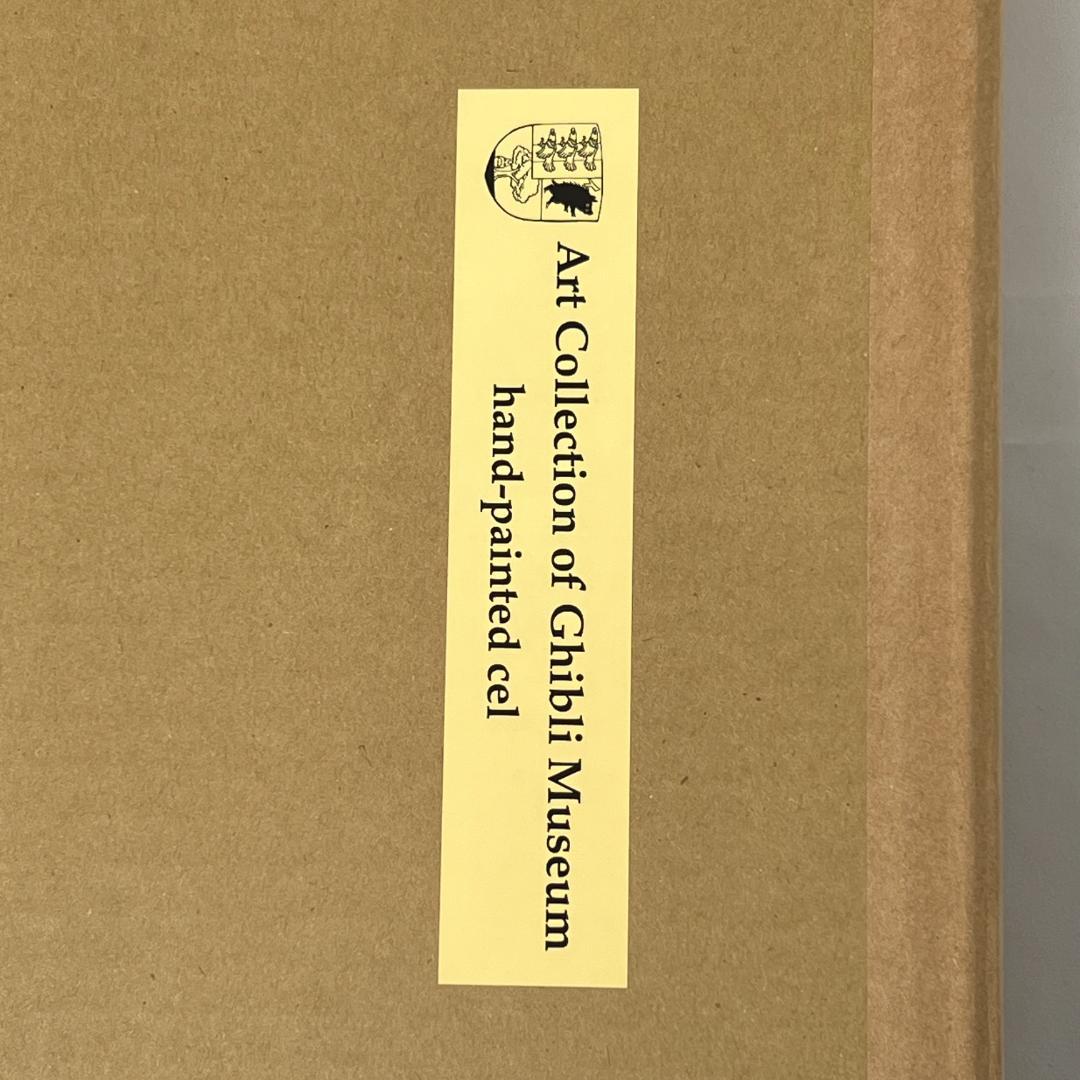 Art Collection of Ghibli Museum
hand-painted cel